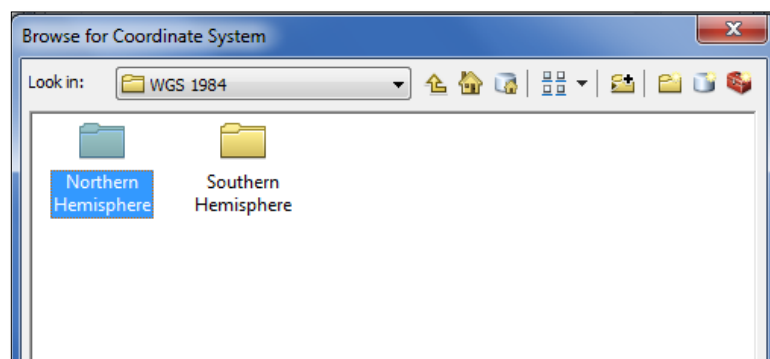 Browse for Coordinate System
Look in: WGS 1984
Northern Hemisphere
Southern Hemisphere